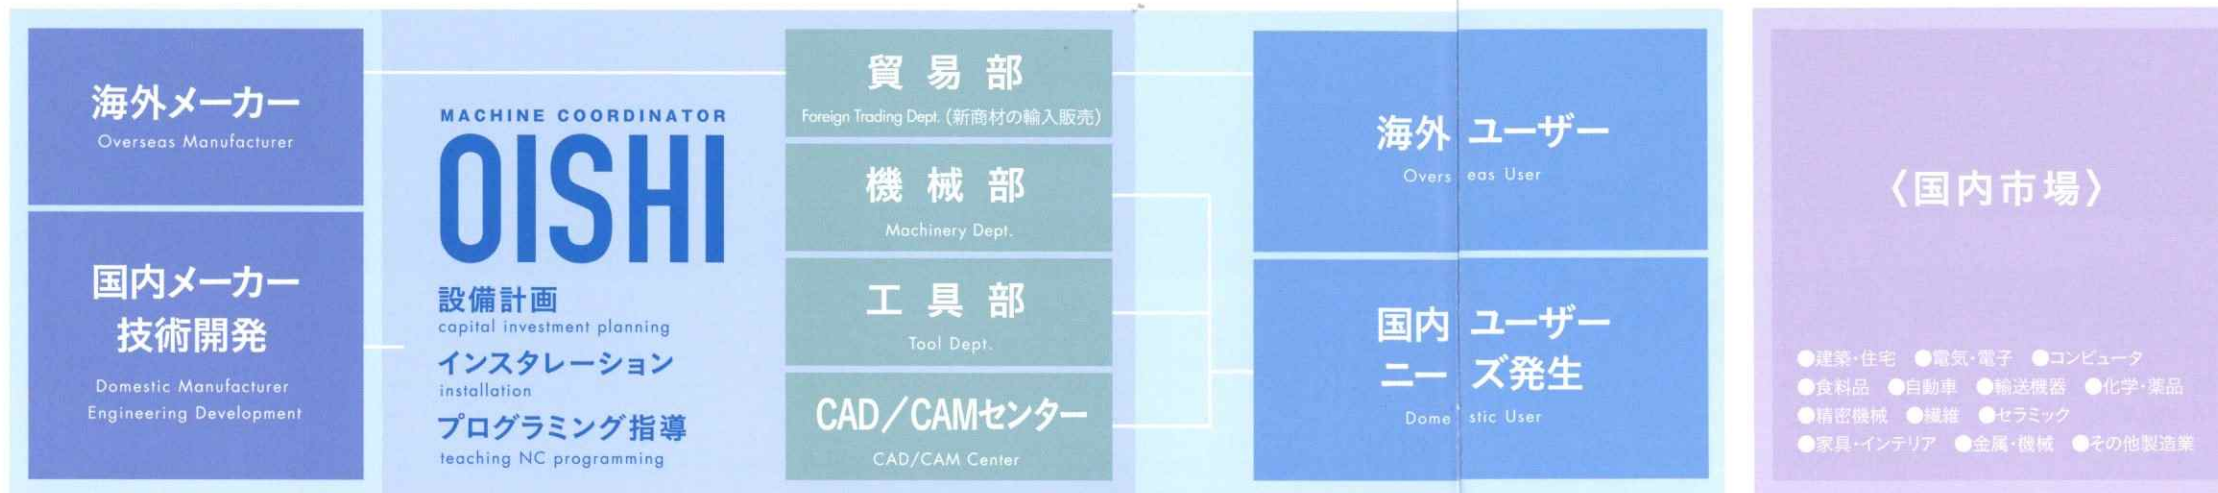 海外メーカー
Overseas Manufacturer
国内メーカー
技術開発
Domestic Manufacturer
Engineering Development
MACHINE COORDINATOR
OISHI
設備計画
capital investment planning
インスタレーション
installation
プログラミング指導
teaching NC programming
貿易部
Foreign Trading Dept.(新商材の輸入販売)
機械部
Machinery Dept.
工具部
Tool Dept.
CAD/CAMセンター
CAD/CAM Center
海外ユーザー
Overseas User
国内ユーザー
ニーズ発生
Domestic User
〈国内市場〉
●建築・住宅 ●電気・電子 ●コンピュータ
●食料品 ●自動車 ●輸送機器 ●化学・薬品
●精密機械 ●繊維 ●セラミック
●家具・インテリア ●金属・機械 ●その他製造業